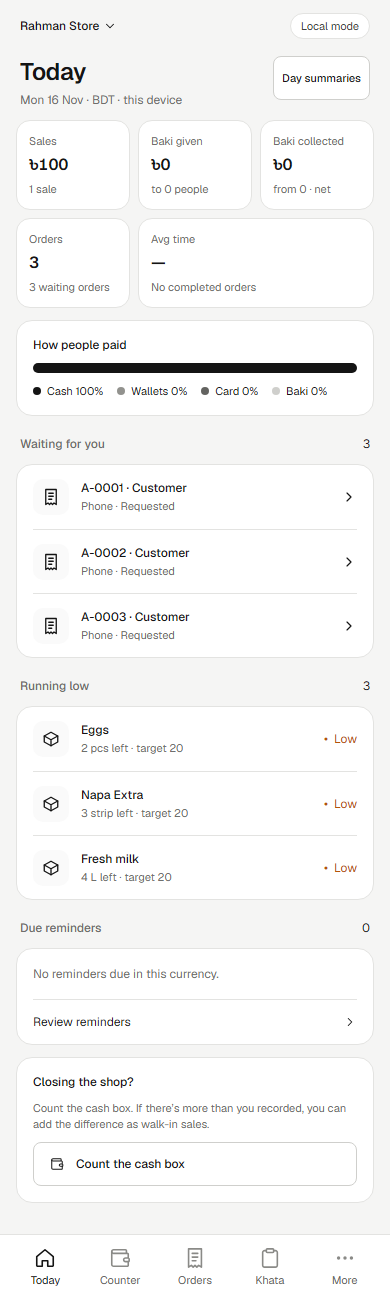 Rahman Store
Local mode
Today
Day summaries
Mon 16 Nov · BDT · this device
Sales
৳100
1 sale
Baki given
৳0
to 0 people
Baki collected
৳0
from 0 · net
Orders
3
3 waiting orders
Avg time
—
No completed orders
How people paid
Cash 100% Wallets 0% Card 0% Baki 0%
Waiting for you 3
A-0001 · Customer
Phone · Requested
A-0002 · Customer
Phone · Requested
A-0003 · Customer
Phone · Requested
Running low 3
Eggs
2 pcs left · target 20
• Low
Napa Extra
3 strip left · target 20
• Low
Fresh milk
4 L left · target 20
• Low
Due reminders 0
No reminders due in this currency.
Review reminders
Closing the shop?
Count the cash box. If there's more than you recorded, you can
add the difference as walk-in sales.
Count the cash box
Today Counter Orders Khata More